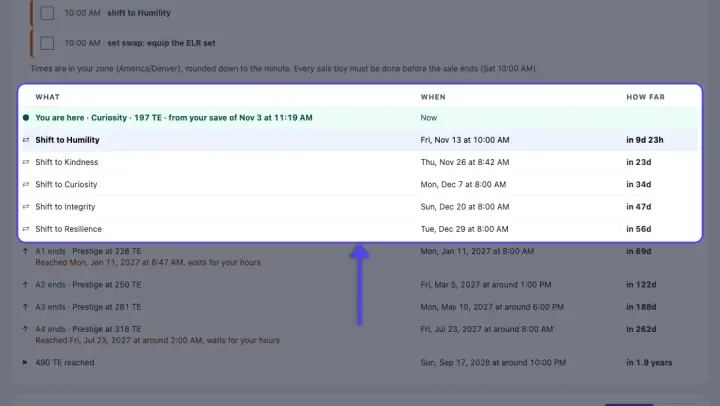 10:00 AM · shift to Humility
10:00 AM · set swap: equip the ELR set
Times are in your zone (America/Denver), rounded down to the minute. Every sale buy must be done before the sale ends (Sat 10:00 AM).
WHAT WHEN HOW FAR
You are here · Curiosity · 197 TE · from your save of Nov 3 at 11:19 AM Now
Shift to Humility Fri, Nov 13 at 10:00 AM in 9d 23h
Shift to Kindness Thu, Nov 26 at 8:42 AM in 23d
Shift to Curiosity Mon, Dec 7 at 8:00 AM in 34d
Shift to Integrity Sun, Dec 20 at 8:00 AM in 47d
Shift to Resilience Tue, Dec 29 at 8:00 AM in 56d
A1 ends · Prestige at 226 TE Mon, Jan 11, 2027 at 8:00 AM in 69d
Reached Mon, Jan 11, 2027 at 6:47 AM, waits for your hours
A2 ends · Prestige at 250 TE Fri, Mar 5, 2027 at around 1:00 PM in 122d
A3 ends · Prestige at 281 TE Mon, May 10, 2027 at around 6:00 PM in 188d
A4 ends · Prestige at 318 TE Fri, Jul 23, 2027 at around 8:00 AM in 262d
Reached Fri, Jul 23, 2027 at around 2:00 AM, waits for your hours
490 TE reached Sun, Sep 17, 2028 at around 10:00 PM in 1.9 years